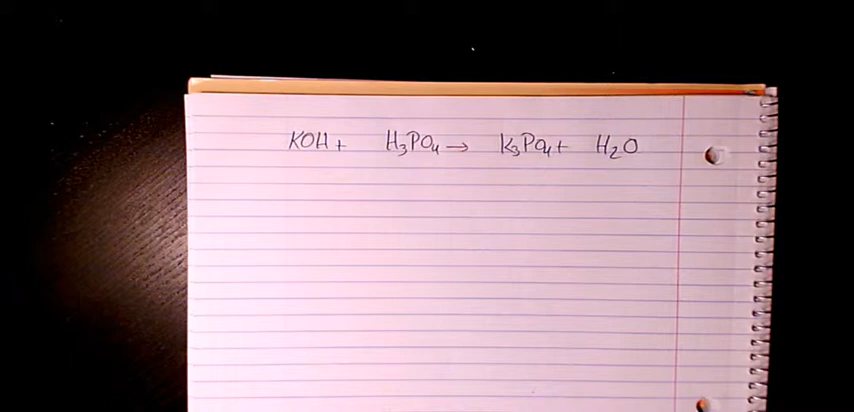 KOH + H₃PO₄ → K₃PO₄ + H₂O